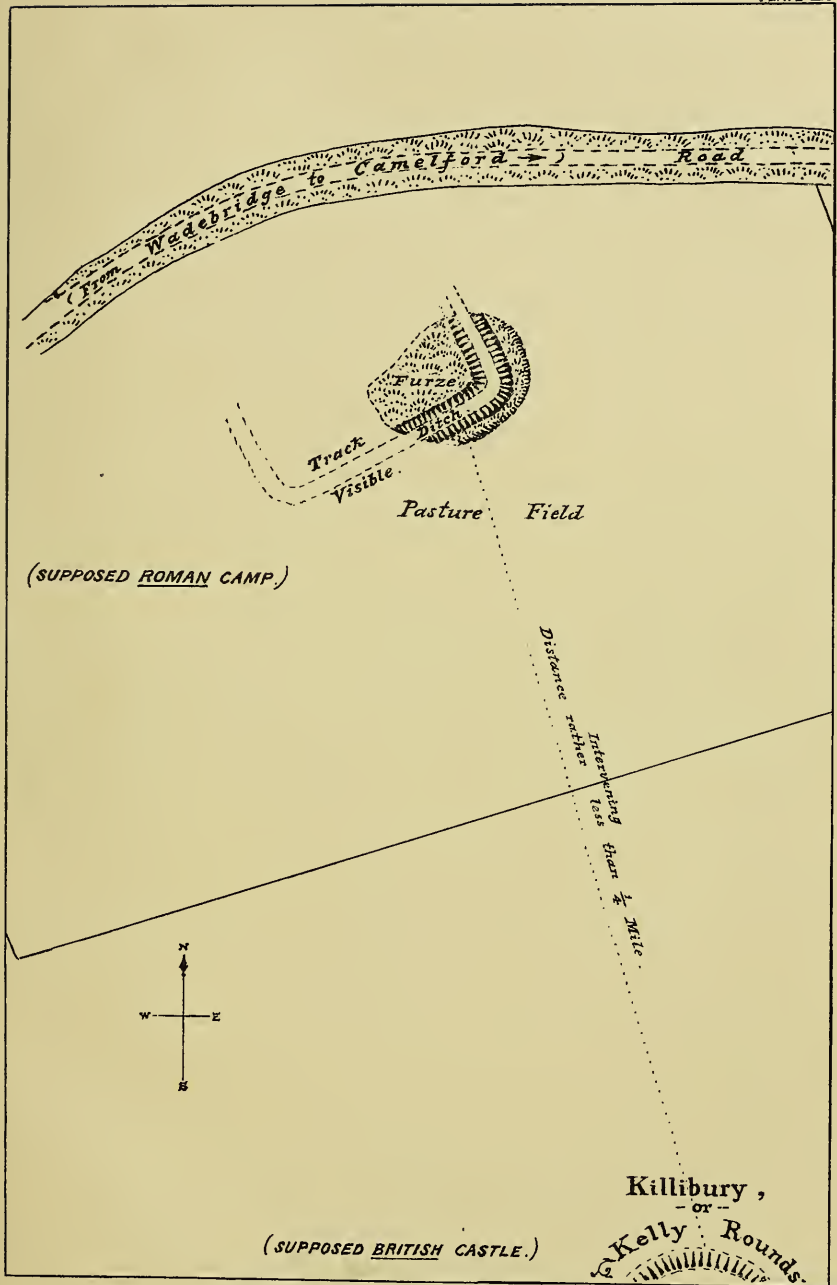 From Wadebridge to Camelford Road
Furze
Ditch
Track
Visible.
Pasture Field
(SUPPOSED ROMAN CAMP.)
Distance rather less than 1/4 Mile.
Intervening
N
W E
S
Killibury,
- or -
Kelly Rounds.
(SUPPOSED BRITISH CASTLE.)